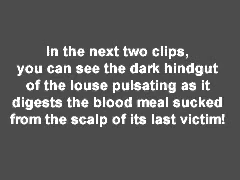 In the next two clips,
you can see the dark hindgut
of the louse pulsating as it
digests the blood meal sucked
from the scalp of its last victim!